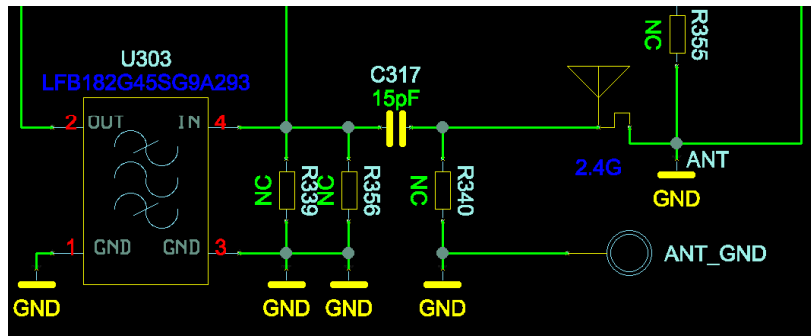 U303
LFB182G45SG9A293
2 OUT IN 4
1 GND GND 3
GND
NC R339
NC R356
GND GND
C317
15pF
NC R340
GND
NC R355
2.4G
ANT
GND
ANT_GND